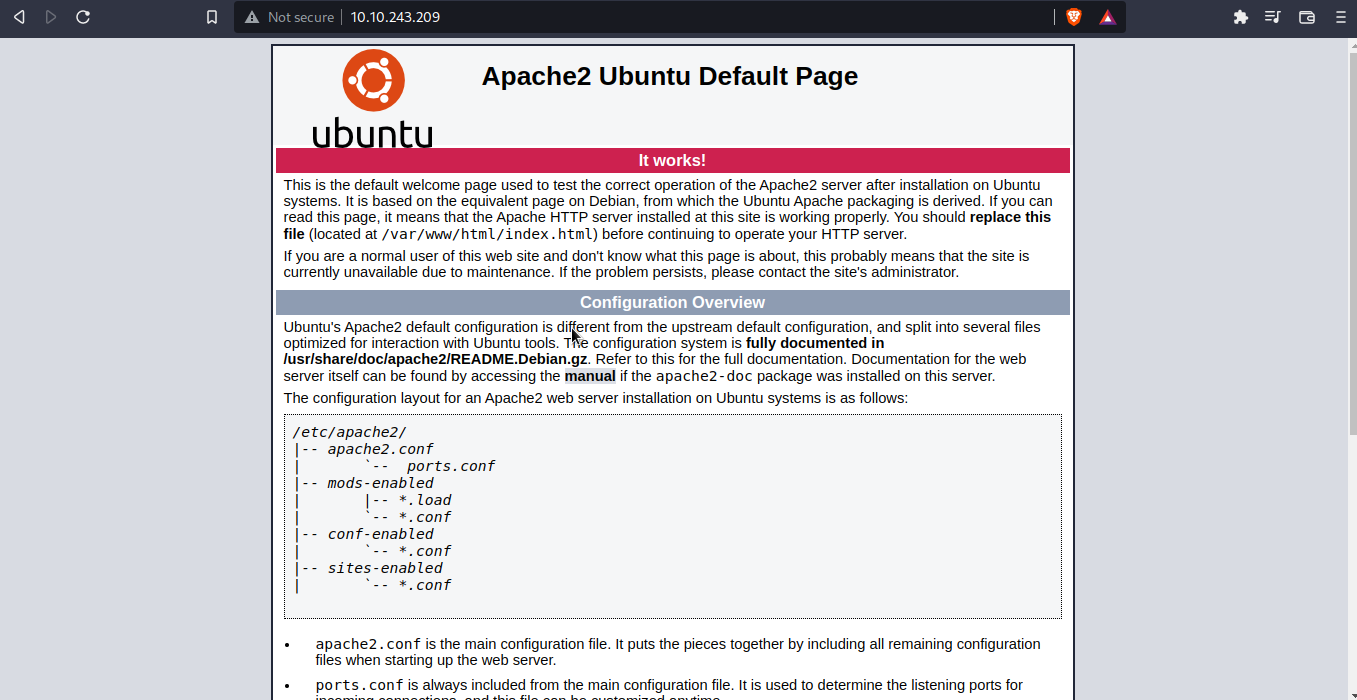 Not secure 10.10.243.209
Apache2 Ubuntu Default Page
ubuntu
It works!
This is the default welcome page used to test the correct operation of the Apache2 server after installation on Ubuntu
systems. It is based on the equivalent page on Debian, from which the Ubuntu Apache packaging is derived. If you can
read this page, it means that the Apache HTTP server installed at this site is working properly. You should replace this
file (located at /var/www/html/index.html) before continuing to operate your HTTP server.
If you are a normal user of this web site and don't know what this page is about, this probably means that the site is
currently unavailable due to maintenance. If the problem persists, please contact the site's administrator.
Configuration Overview
Ubuntu's Apache2 default configuration is different from the upstream default configuration, and split into several files
optimized for interaction with Ubuntu tools. The configuration system is fully documented in
/usr/share/doc/apache2/README.Debian.gz. Refer to this for the full documentation. Documentation for the web
server itself can be found by accessing the manual if the apache2-doc package was installed on this server.
The configuration layout for an Apache2 web server installation on Ubuntu systems is as follows:
/etc/apache2/
|-- apache2.conf
|       `--  ports.conf
|-- mods-enabled
|       |-- *.load
|       `-- *.conf
|-- conf-enabled
|       `-- *.conf
|-- sites-enabled
|       `-- *.conf
• apache2.conf is the main configuration file. It puts the pieces together by including all remaining configuration
files when starting up the web server.
• ports.conf is always included from the main configuration file. It is used to determine the listening ports for
incoming connections, and this file can be customized anytime.